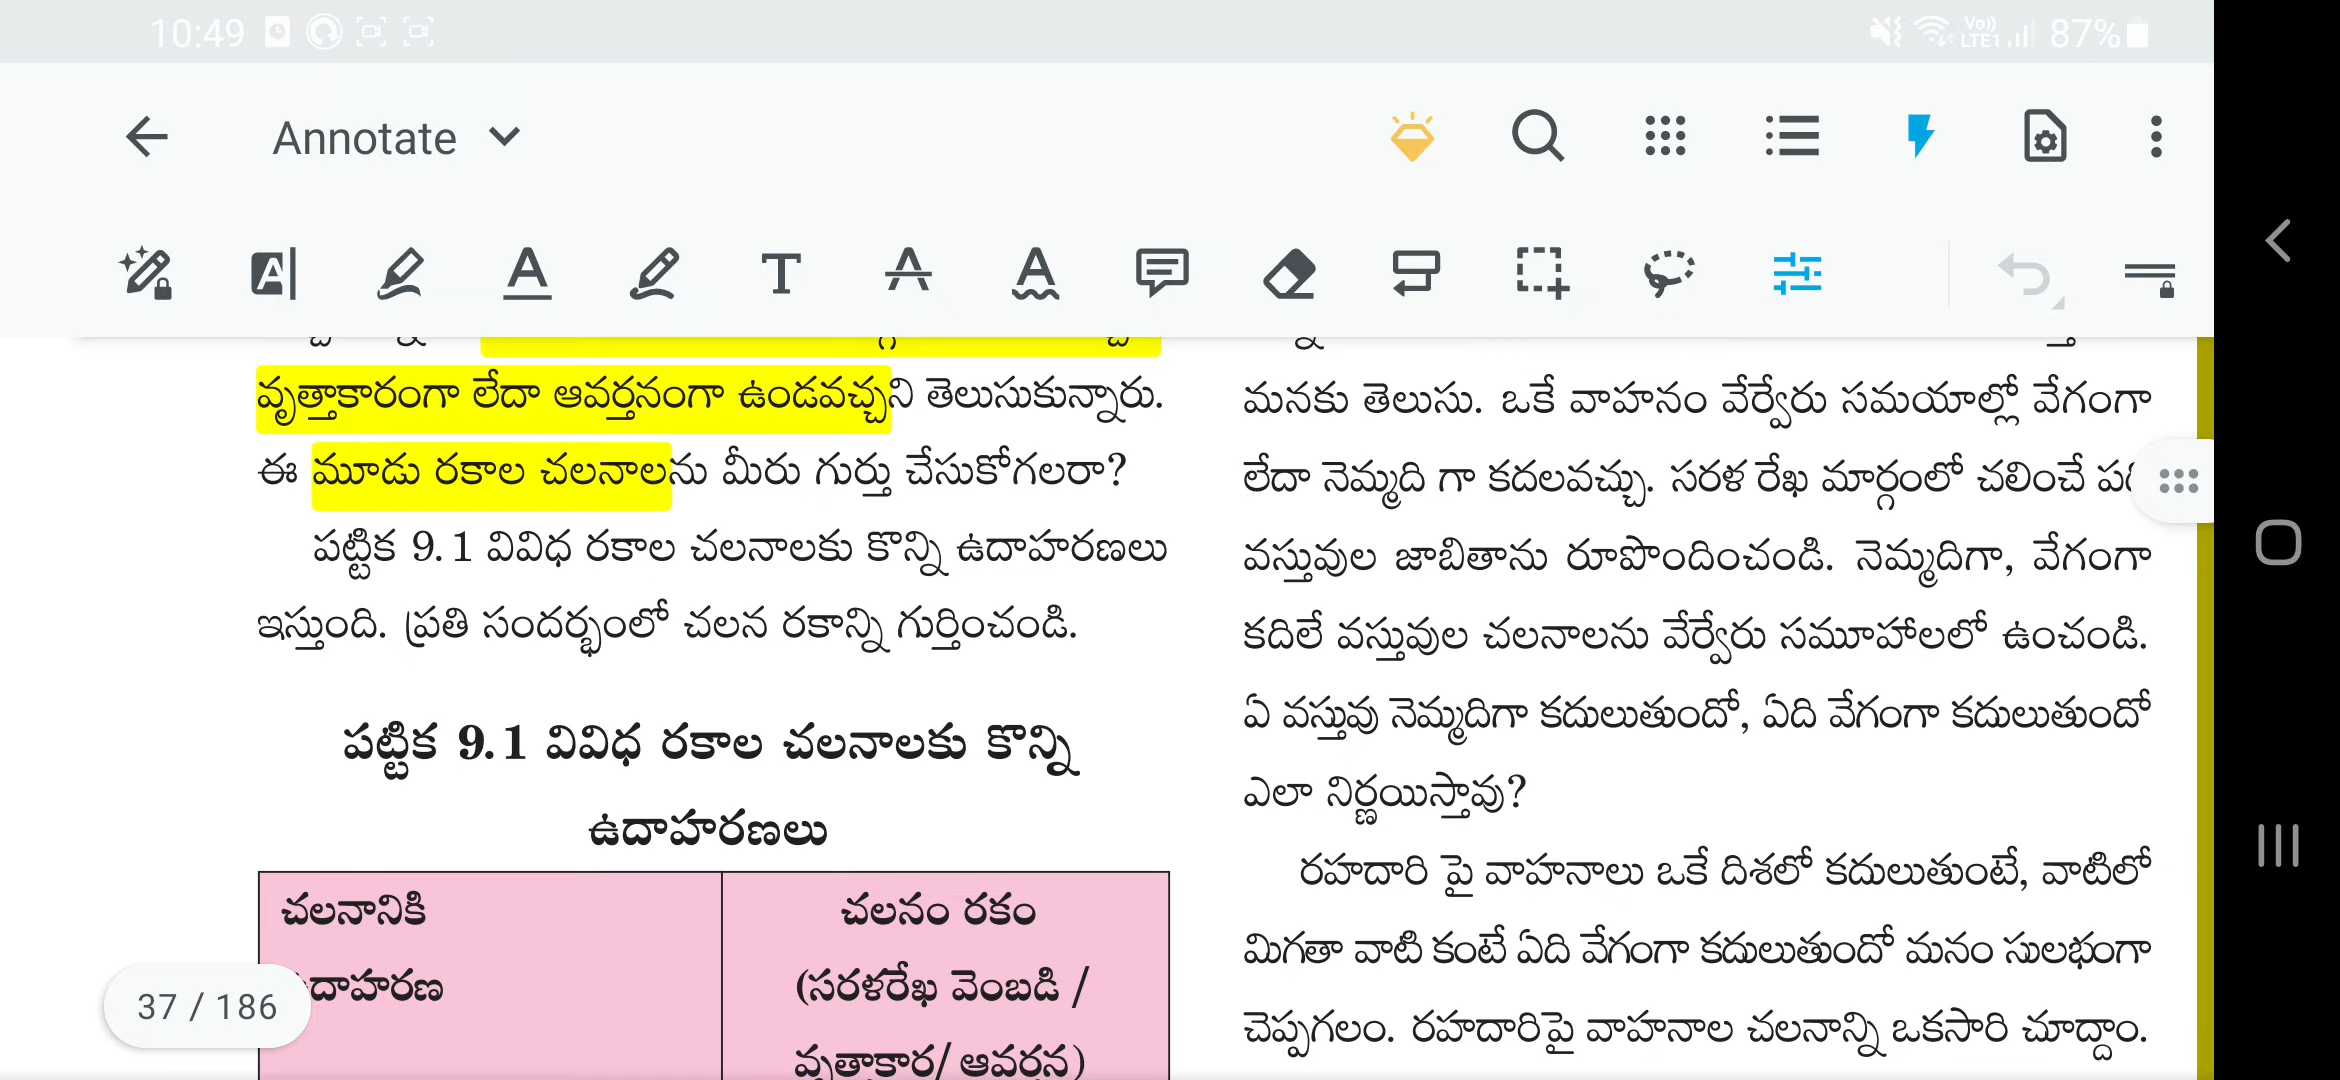 10:49
Vo))
LTE1
87%
Annotate
వృత్తాకారంగా లేదా ఆవర్తనంగా ఉండవచ్చని తెలుసుకున్నారు.
ఈ మూడు రకాల చలనాలను మీరు గుర్తు చేసుకోగలరా?
పట్టిక 9.1 వివిధ రకాల చలనాలకు కొన్ని ఉదాహరణలు
ఇస్తుంది. ప్రతి సందర్భంలో చలన రకాన్ని గుర్తించండి.
పట్టిక 9.1 వివిధ రకాల చలనాలకు కొన్ని
ఉదాహరణలు
చలనానికి
దాహరణ
చలనం రకం
(సరళరేఖ వెంబడి /
వృత్తాకార/ ఆవర్తన)
37 / 186
మనకు తెలుసు. ఒకే వాహనం వేర్వేరు సమయాల్లో వేగంగా
లేదా నెమ్మది గా కదలవచ్చు. సరళ రేఖ మార్గంలో చలించే
వస్తువుల జాబితాను రూపొందించండి. నెమ్మదిగా, వేగంగా
కదిలే వస్తువుల చలనాలను వేర్వేరు సమూహాలలో ఉంచండి.
ఏ వస్తువు నెమ్మదిగా కదులుతుందో, ఏది వేగంగా కదులుతుందో
ఎలా నిర్ణయిస్తావు?
రహదారి పై వాహనాలు ఒకే దిశలో కదులుతుంటే, వాటిలో
మిగతా వాటి కంటే ఏది వేగంగా కదులుతుందో మనం సులభంగా
చెప్పగలం. రహదారిపై వాహనాల చలనాన్ని ఒకసారి చూద్దాం.